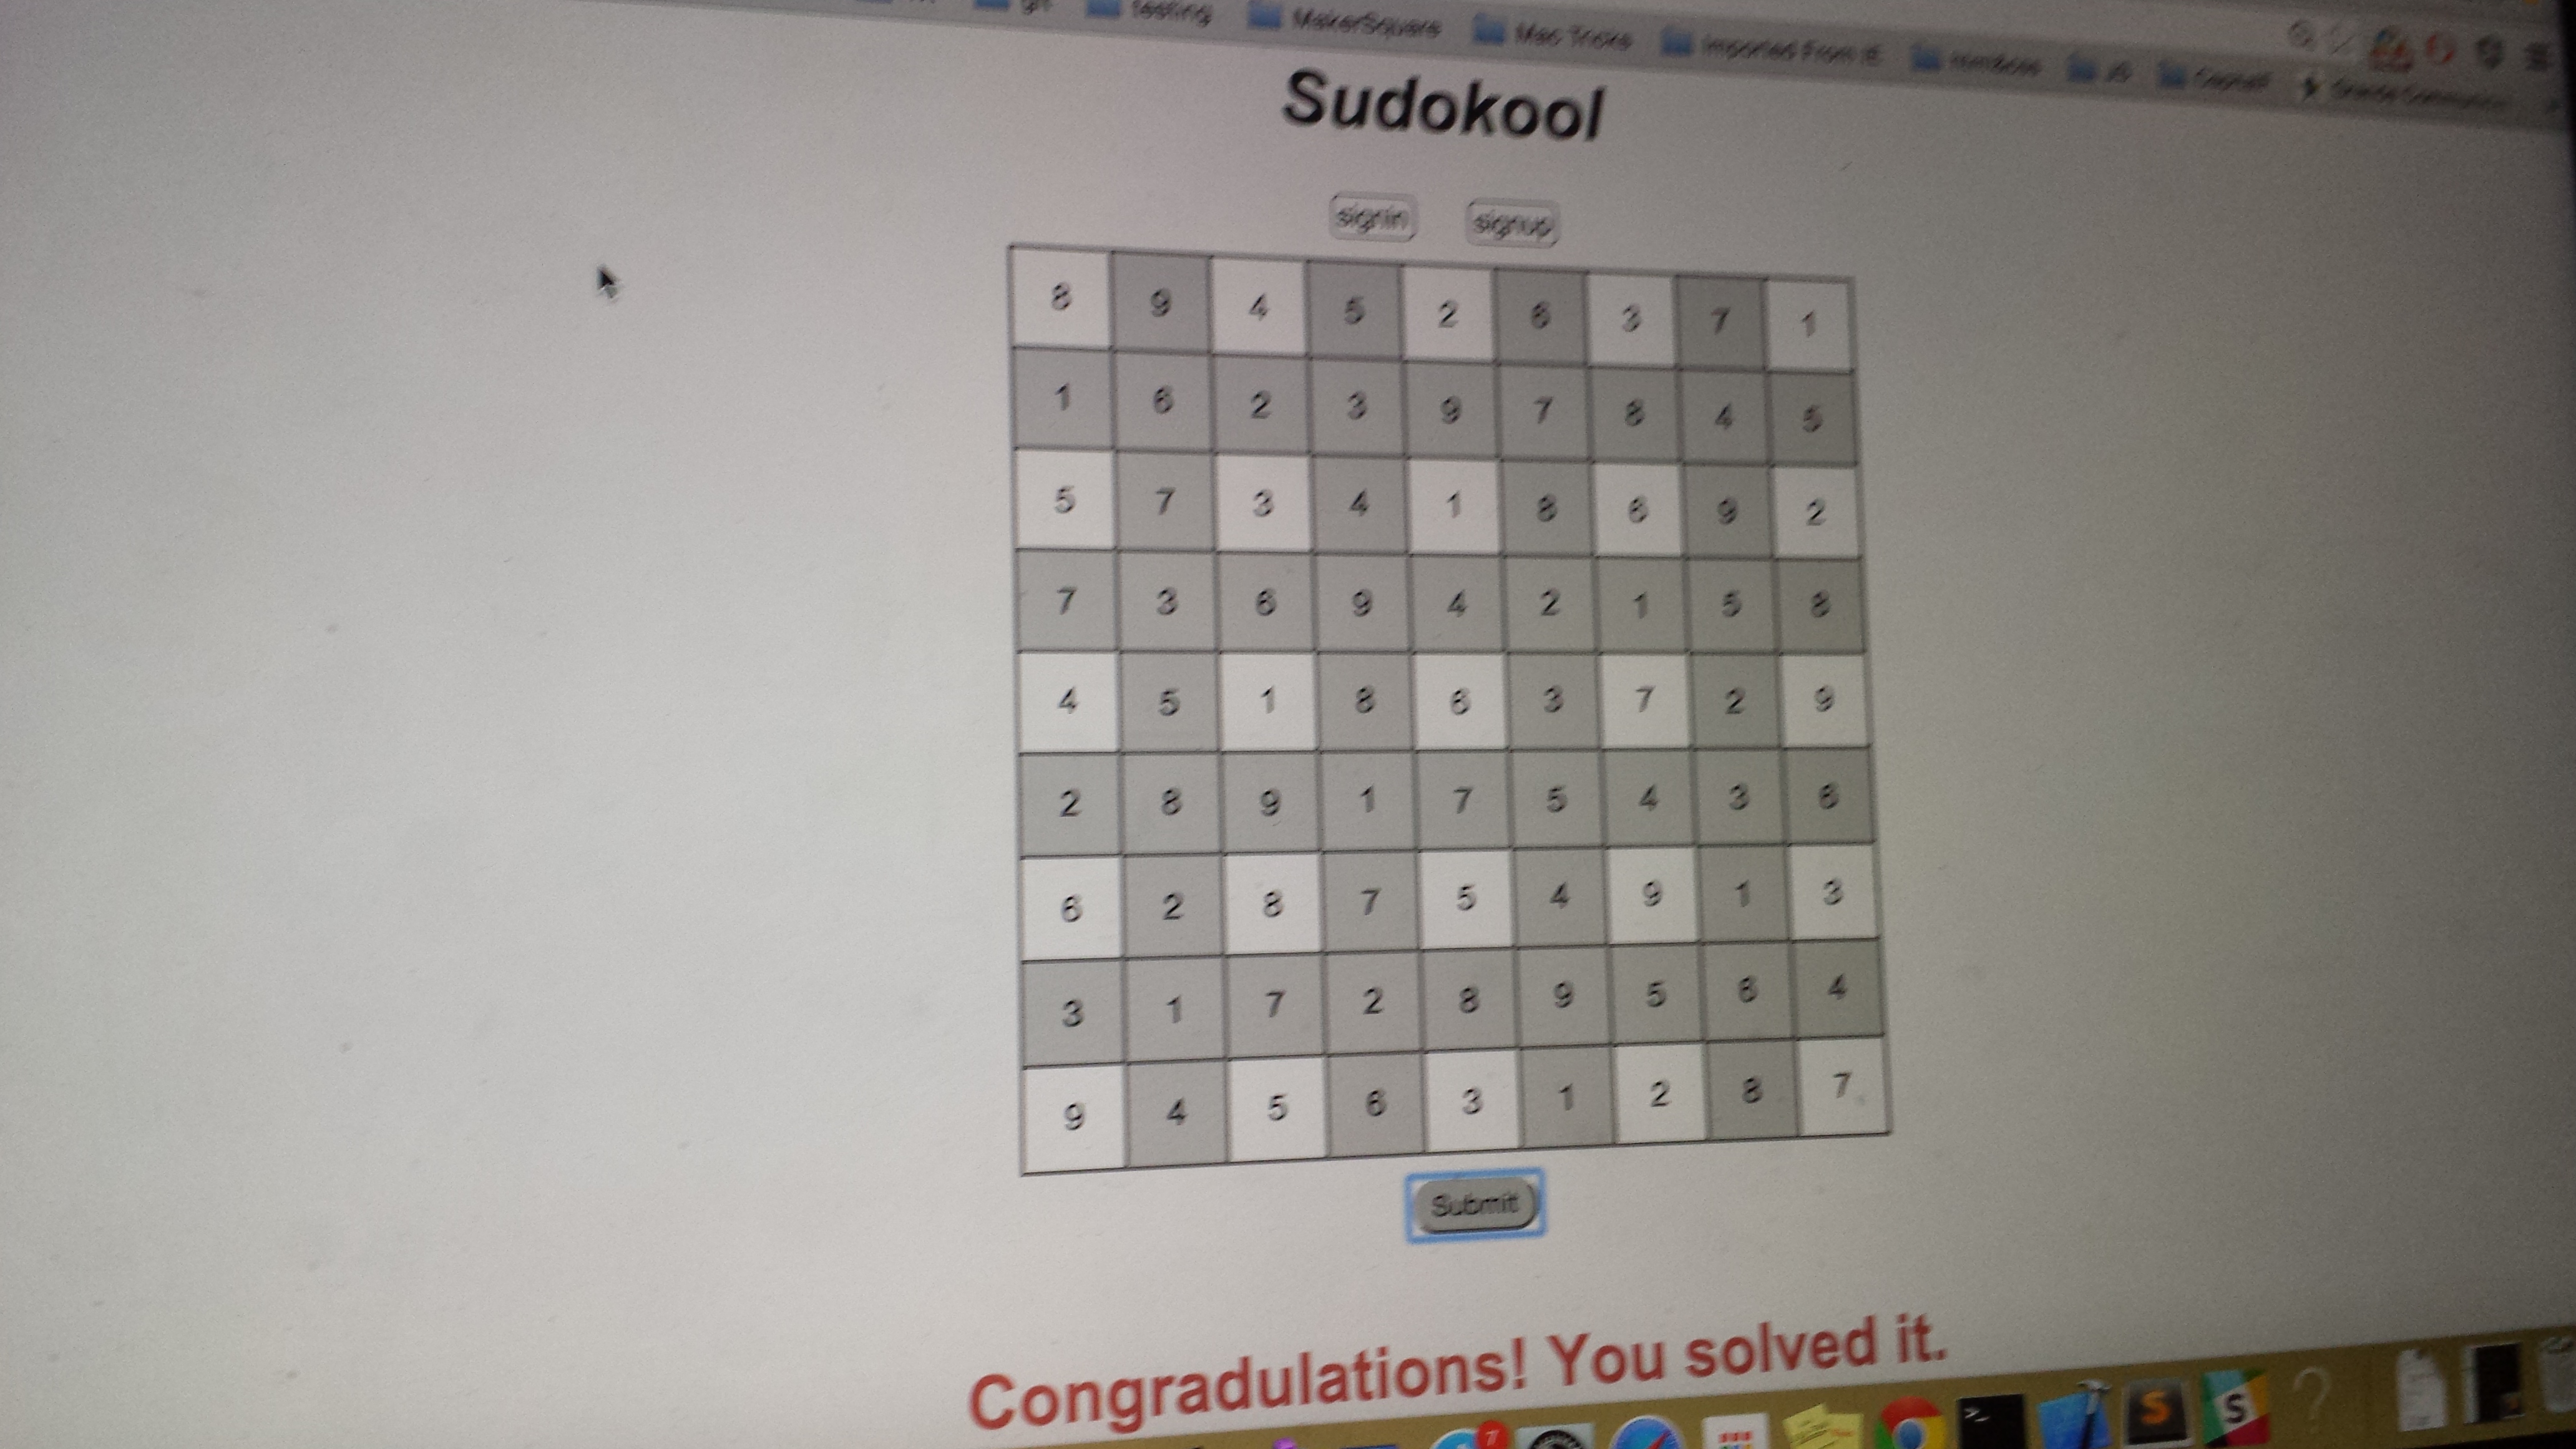 testing MakerSquare Mac Tricks Imported From IE
Sudokool
signin signup
8 9 4 5 2 6 3 7 1
1 6 2 3 9 7 8 4 5
5 7 3 4 1 8 6 9 2
7 3 6 9 4 2 1 5 8
4 5 1 8 6 3 7 2 9
2 8 9 1 7 5 4 3 6
6 2 8 7 5 4 9 1 3
3 1 7 2 8 9 5 6 4
9 4 5 6 3 1 2 8 7
Submit
Congradulations! You solved it.
7